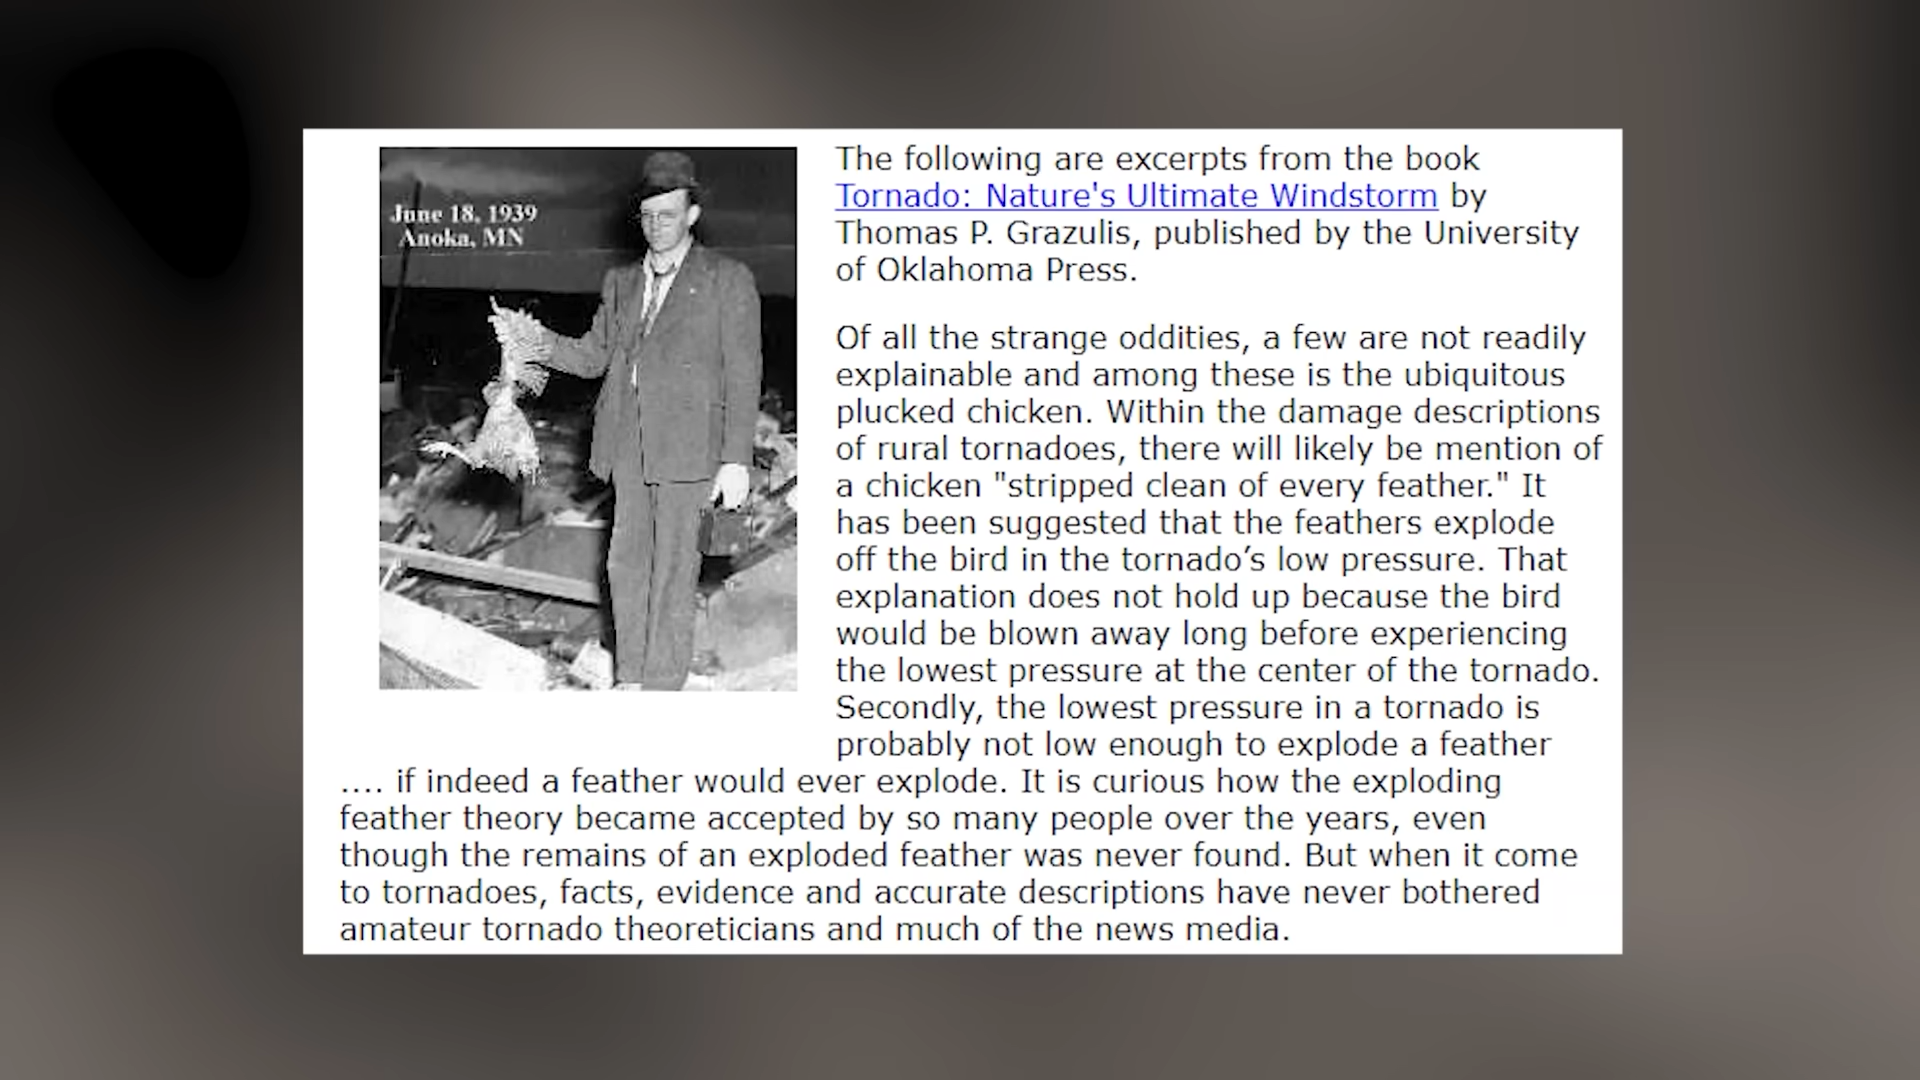 June 18, 1939
Anoka, MN
The following are excerpts from the book
Tornado: Nature's Ultimate Windstorm by
Thomas P. Grazulis, published by the University
of Oklahoma Press.
Of all the strange oddities, a few are not readily
explainable and among these is the ubiquitous
plucked chicken. Within the damage descriptions
of rural tornadoes, there will likely be mention of
a chicken "stripped clean of every feather." It
has been suggested that the feathers explode
off the bird in the tornado’s low pressure. That
explanation does not hold up because the bird
would be blown away long before experiencing
the lowest pressure at the center of the tornado.
Secondly, the lowest pressure in a tornado is
probably not low enough to explode a feather
.... if indeed a feather would ever explode. It is curious how the exploding
feather theory became accepted by so many people over the years, even
though the remains of an exploded feather was never found. But when it come
to tornadoes, facts, evidence and accurate descriptions have never bothered
amateur tornado theoreticians and much of the news media.